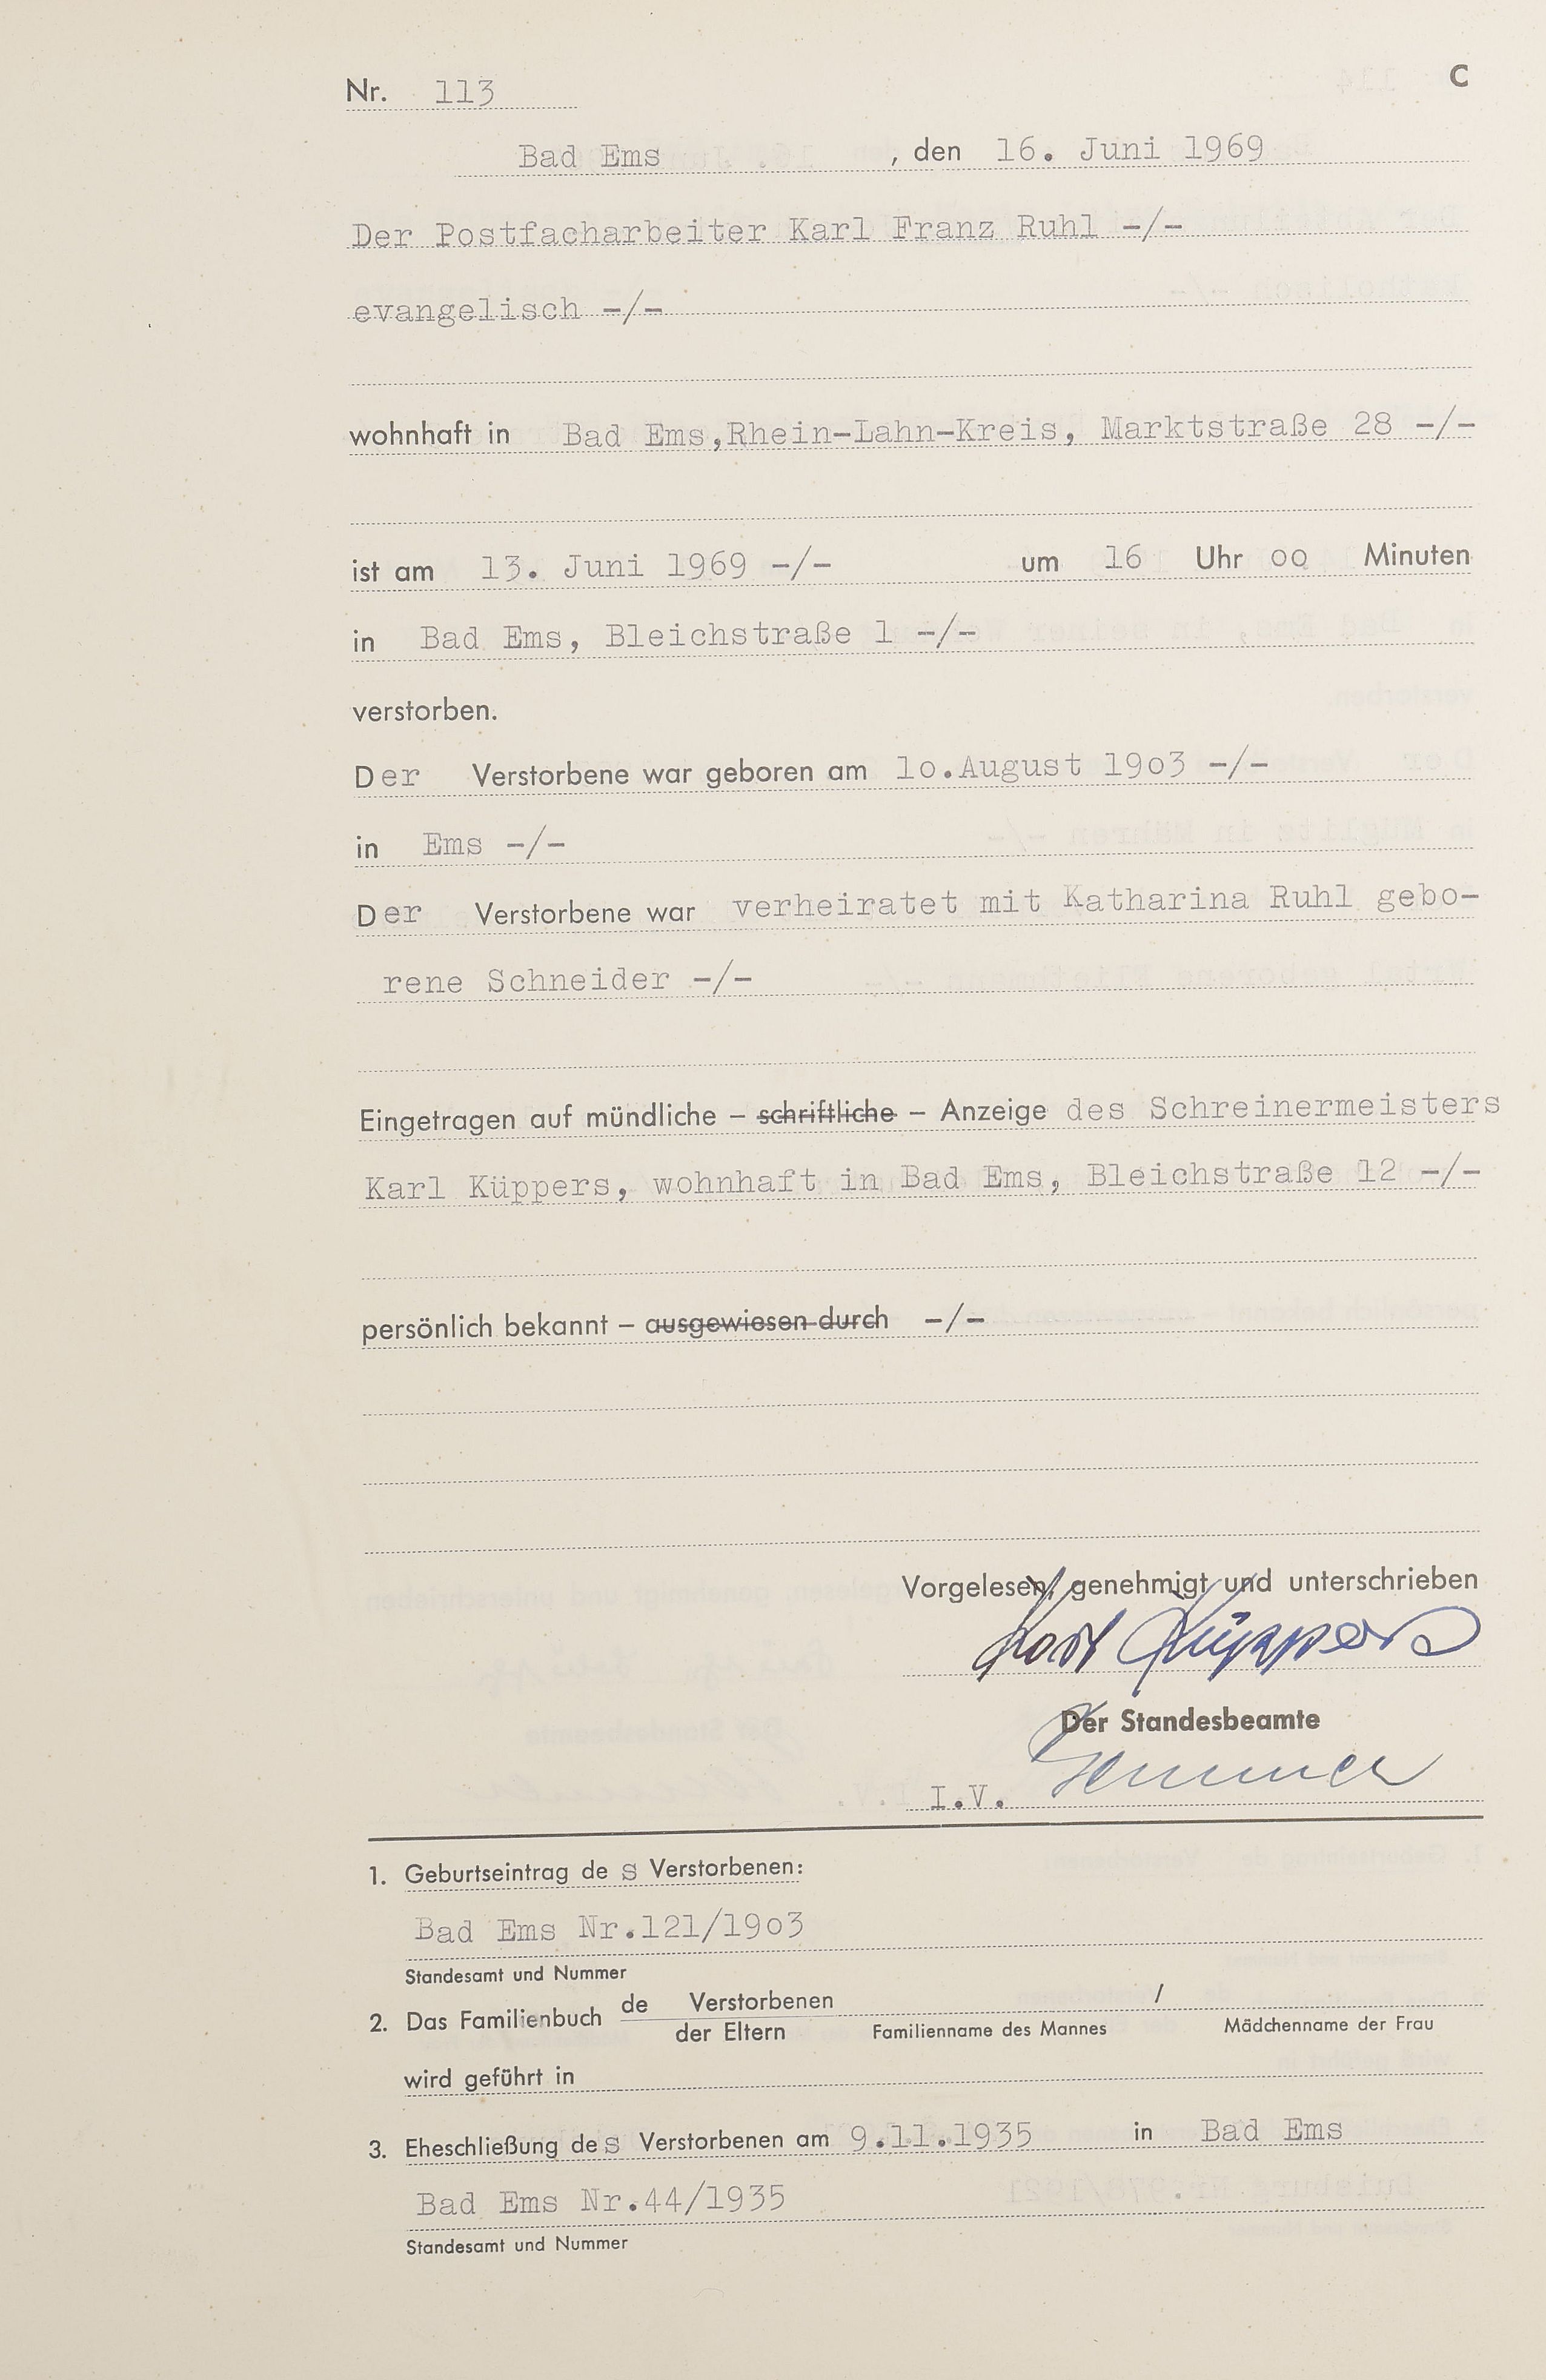 Nr. 113
C
Bad Ems , den 16. Juni 1969
Der Postfacharbeiter Karl Franz Ruhl -/-
evangelisch -/-
wohnhaft in Bad Ems,Rhein-Lahn-Kreis, Marktstraße 28 -/-
ist am 13. Juni 1969 -/- um 16 Uhr oo Minuten
in Bad Ems, Bleichstraße 1 -/-
verstorben.
Der Verstorbene war geboren am 1o.August 19o3 -/-
in Ems -/-
Der Verstorbene war verheiratet mit Katharina Ruhl gebo-
rene Schneider -/-
Eingetragen auf mündliche – schriftliche – Anzeige des Schreinermeisters
Karl Küppers, wohnhaft in Bad Ems, Bleichstraße 12 -/-
persönlich bekannt – ausgewiesen durch -/-
Vorgelesen, genehmigt und unterschrieben
Karl Küppers
Der Standesbeamte
I.V.
1. Geburtseintrag des Verstorbenen:
Bad Ems Nr.121/19o3
Standesamt und Nummer
2. Das Familienbuch de Verstorbenen /
der Eltern Familienname des Mannes Mädchenname der Frau
wird geführt in
3. Eheschließung des Verstorbenen am 9.11.1935 in Bad Ems
Bad Ems Nr.44/1935
Standesamt und Nummer